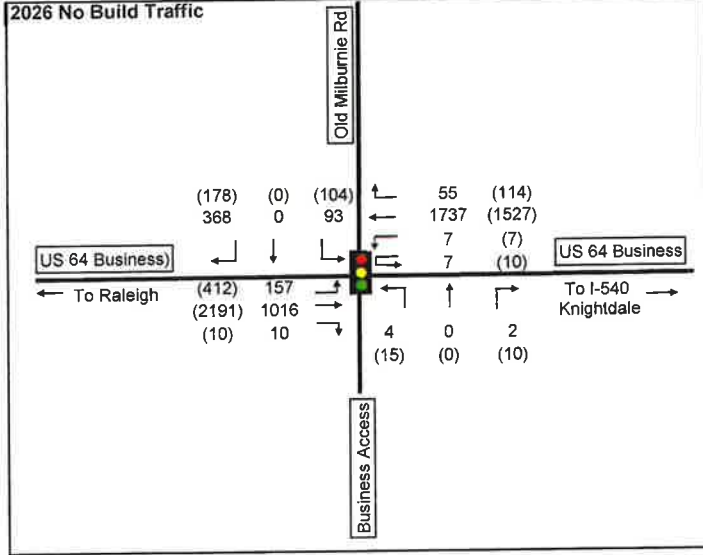 2026 No Build Traffic
Old Milburnie Rd
(178) (0) (104)
368 0 93
55 (114)
1737 (1527)
7 (7)
7 (10)
US 64 Business)
US 64 Business
To Raleigh
(412) 157
(2191) 1016
(10) 10
To I-540
Knightdale
4 0 2
(15) (0) (10)
Business Access